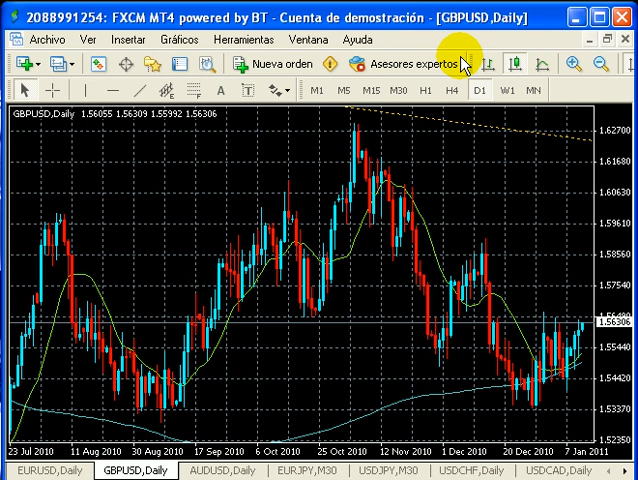 2088991254: FXCM MT4 powered by BT - Cuenta de demostración - [GBPUSD,Daily]
Archivo Ver Insertar Gráficos Herramientas Ventana Ayuda
Nueva orden Asesores expertos
A T M1 M5 M15 M30 H1 H4 D1 W1 MN
GBPUSD,Daily 1.56055 1.56309 1.55992 1.56306
1.62700
1.61680
1.60630
1.59610
1.58560
1.57540
1.56306
1.55440
1.54420
1.53370
1.52350
23 Jul 2010 11 Aug 2010 30 Aug 2010 17 Sep 2010 6 Oct 2010 25 Oct 2010 12 Nov 2010 1 Dec 2010 20 Dec 2010 7 Jan 2011
EURUSD,Daily GBPUSD,Daily AUDUSD,Daily EURJPY,M30 USDJPY,M30 USDCHF,Daily USDCAD,Daily